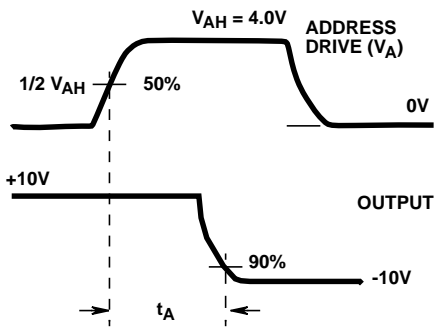 V_AH = 4.0V
ADDRESS
DRIVE (V_A)
1/2 V_AH
50%
0V
+10V
OUTPUT
90%
-10V
t_A